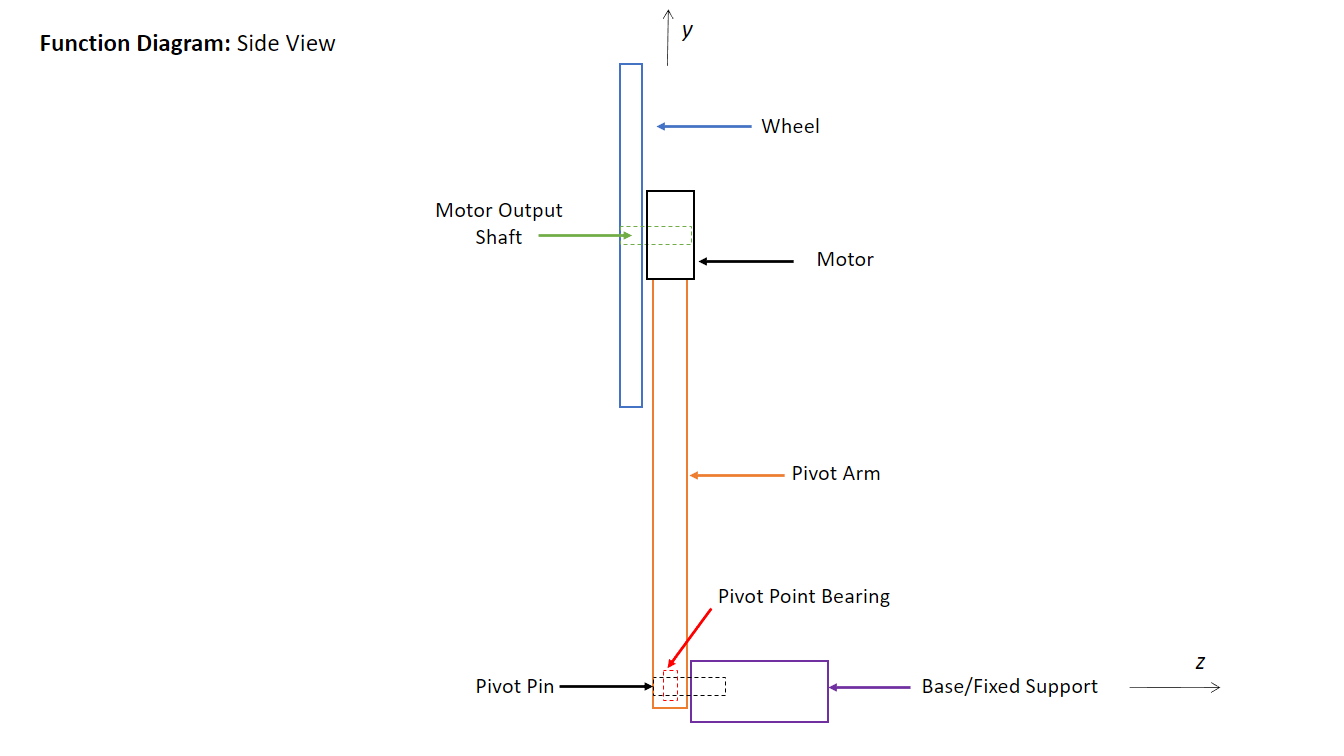 Function Diagram: Side View
y
Wheel
Motor Output
Shaft
Motor
Pivot Arm
Pivot Point Bearing
z
Pivot Pin
Base/Fixed Support